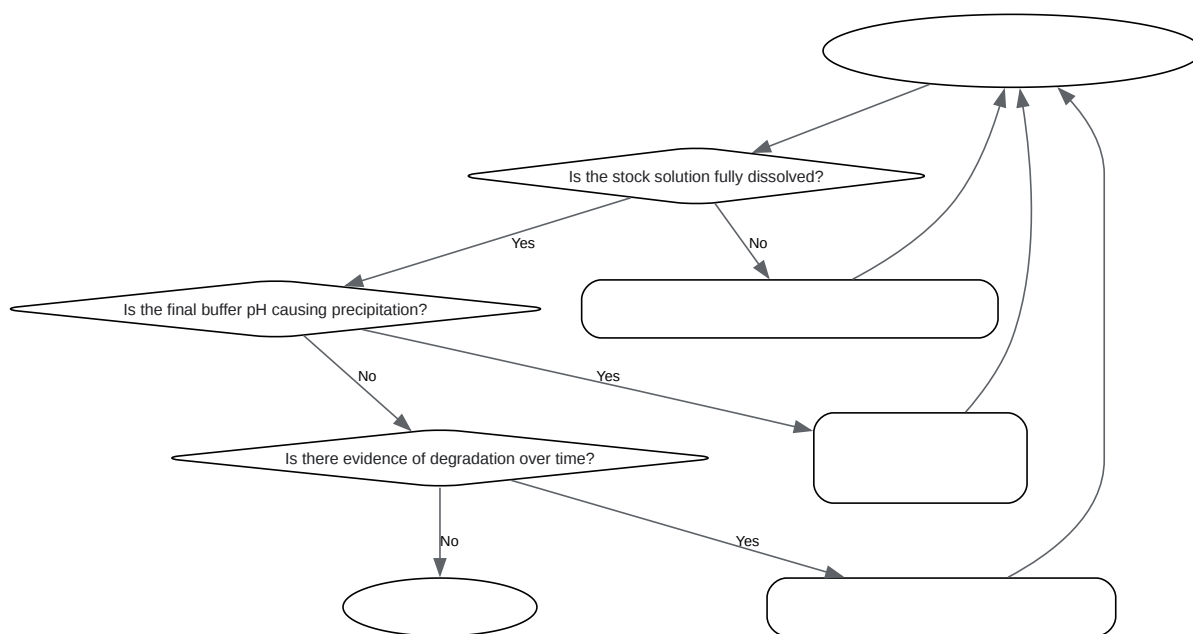 Is the stock solution fully dissolved?
Yes
No
Is the final buffer pH causing precipitation?
No
Yes
Is there evidence of degradation over time?
No
Yes